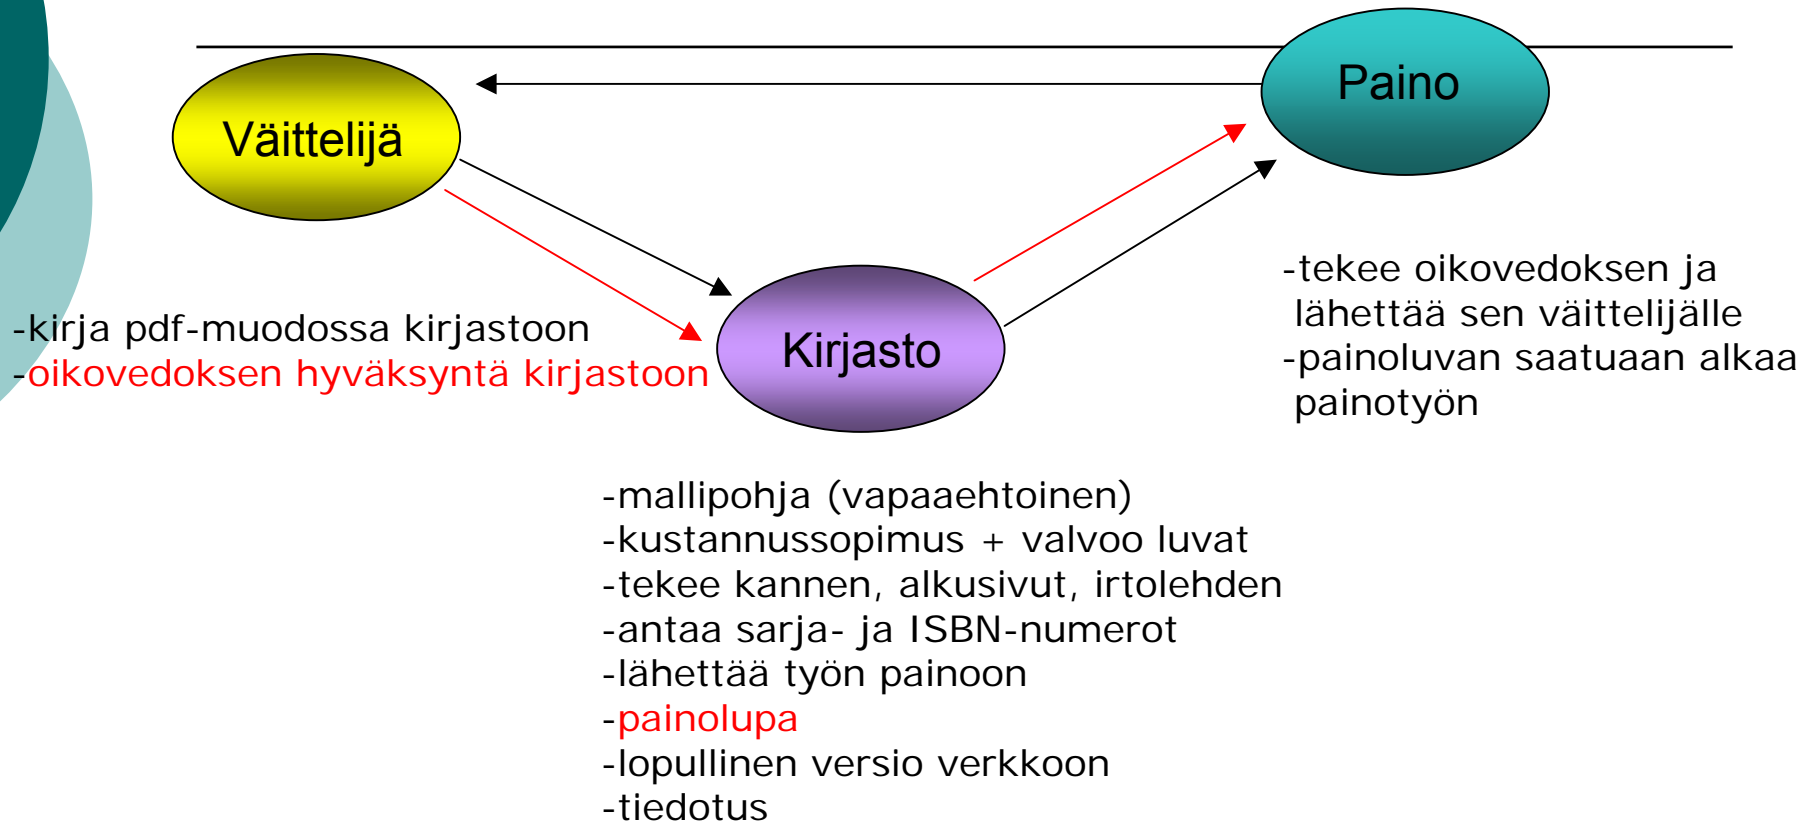 Väittelijä
Paino
Kirjasto
-kirja pdf-muodossa kirjastoon
-oikovedoksen hyväksyntä kirjastoon
-tekee oikovedoksen ja
lähettää sen väittelijälle
-painoluvan saatuaan alkaa
painotyön
-mallipohja (vapaaehtoinen)
-kustannussopimus + valvoo luvat
-tekee kannen, alkusivut, irtolehden
-antaa sarja- ja ISBN-numerot
-lähettää työn painoon
-painolupa
-lopullinen versio verkkoon
-tiedotus